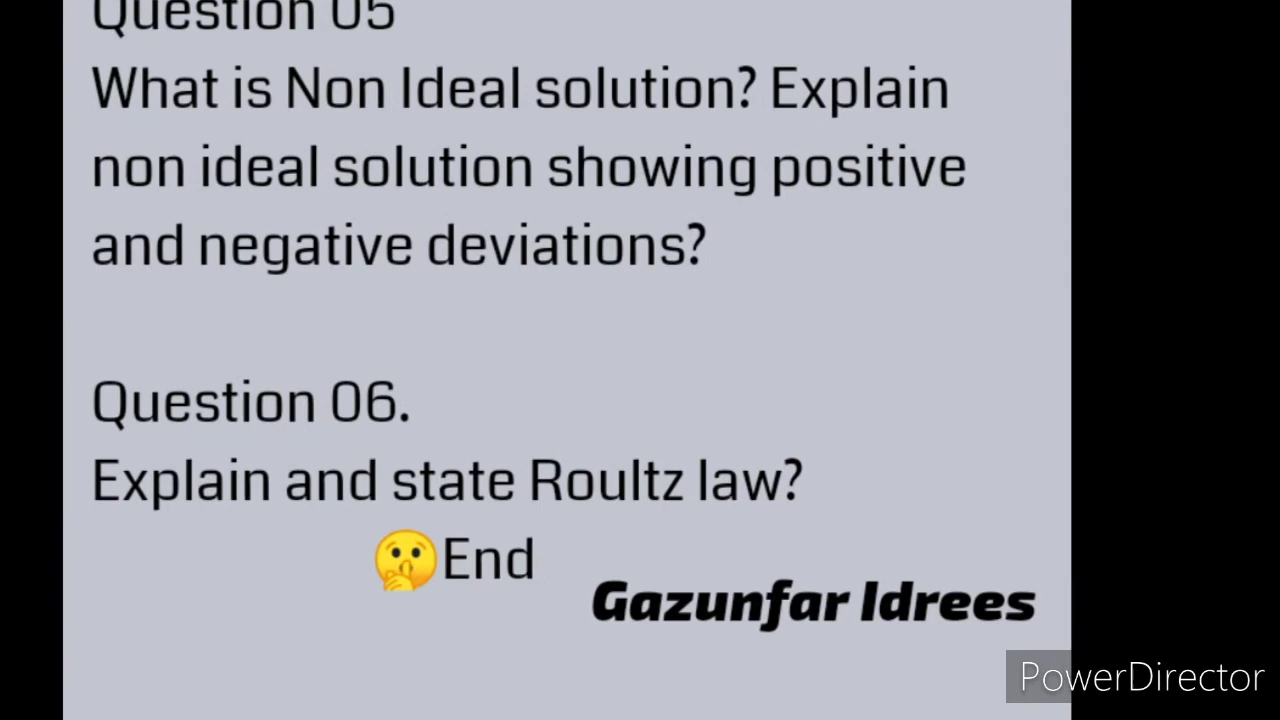 Question 05
What is Non Ideal solution? Explain
non ideal solution showing positive
and negative deviations?
Question 06.
Explain and state Roultz law?
🤫End
Gazunfar Idrees
PowerDirector